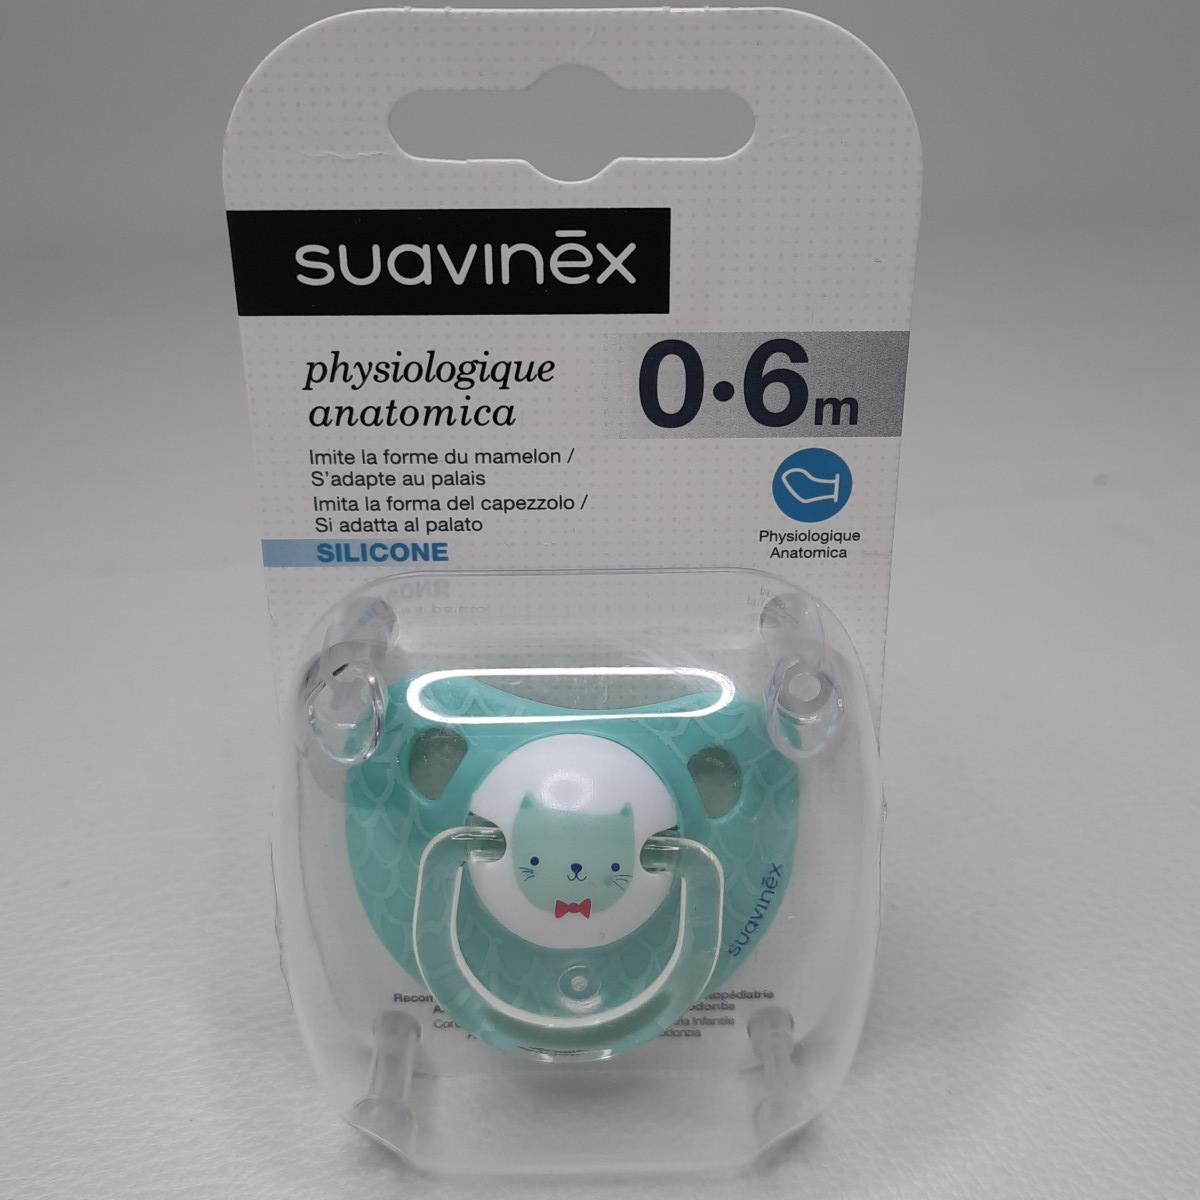 suavinēx
physiologique
anatomica
0•6m
Imite la forme du mamelon /
S'adapte au palais
Imita la forma del capezzolo /
Si adatta al palato
SILICONE
Physiologique
Anatomica
suavinēx
Infantile